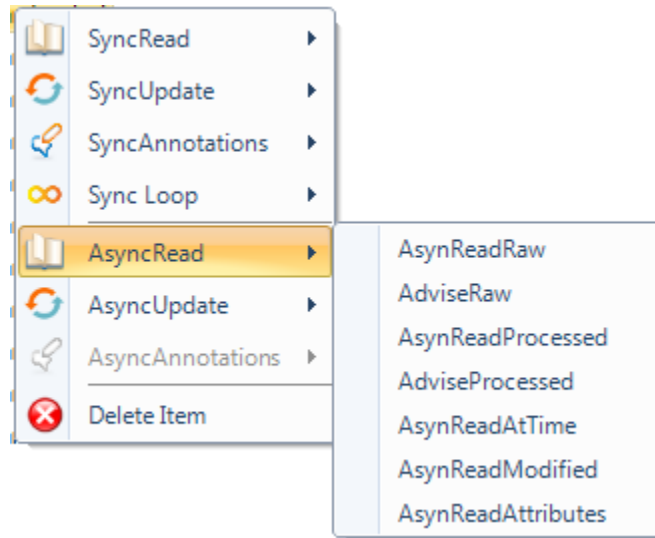 SyncRead
SyncUpdate
SyncAnnotations
Sync Loop
AsyncRead
AsyncUpdate
AsyncAnnotations
Delete Item
AsynReadRaw
AdviseRaw
AsynReadProcessed
AdviseProcessed
AsynReadAtTime
AsynReadModified
AsynReadAttributes